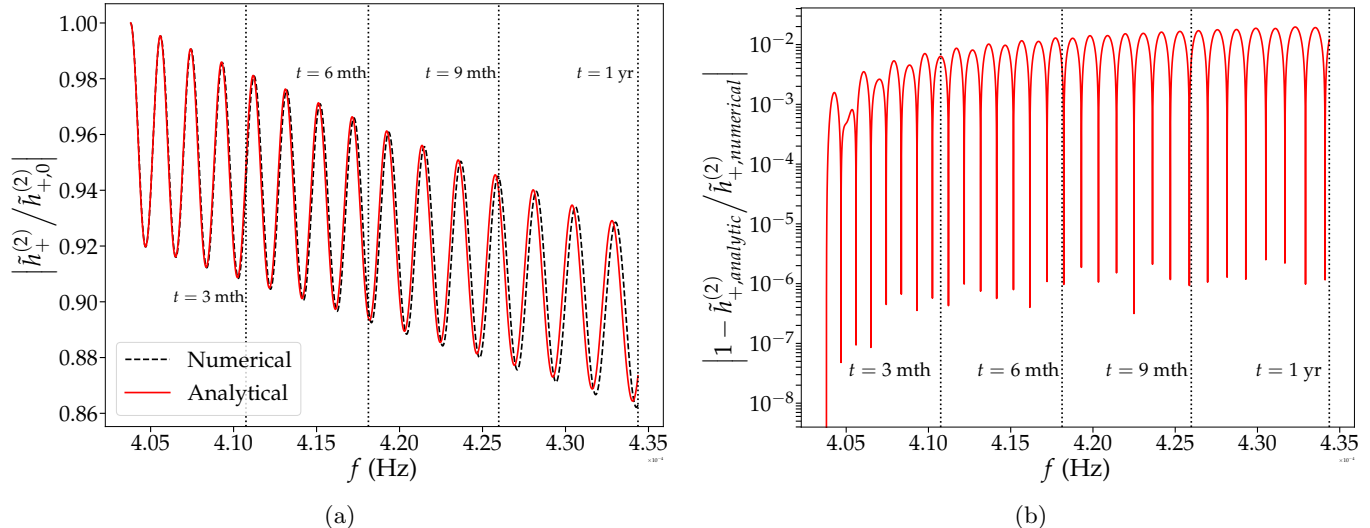 1.00
0.98
0.96
0.94
0.92
0.90
0.88
0.86
|h̃₊⁽²⁾/h̃₊,₀⁽²⁾|
t = 6 mth
t = 9 mth
t = 1 yr
t = 3 mth
Numerical
Analytical
4.05
4.10
4.15
4.20
4.25
4.30
4.35
×10⁻⁴
f (Hz)
(a)
10⁻²
10⁻³
10⁻⁴
10⁻⁵
10⁻⁶
10⁻⁷
10⁻⁸
|1 − h̃⁽²⁾₊,analytic/h̃⁽²⁾₊,numerical|
t = 3 mth
t = 6 mth
t = 9 mth
t = 1 yr
4.05
4.10
4.15
4.20
4.25
4.30
4.35
×10⁻⁴
f (Hz)
(b)